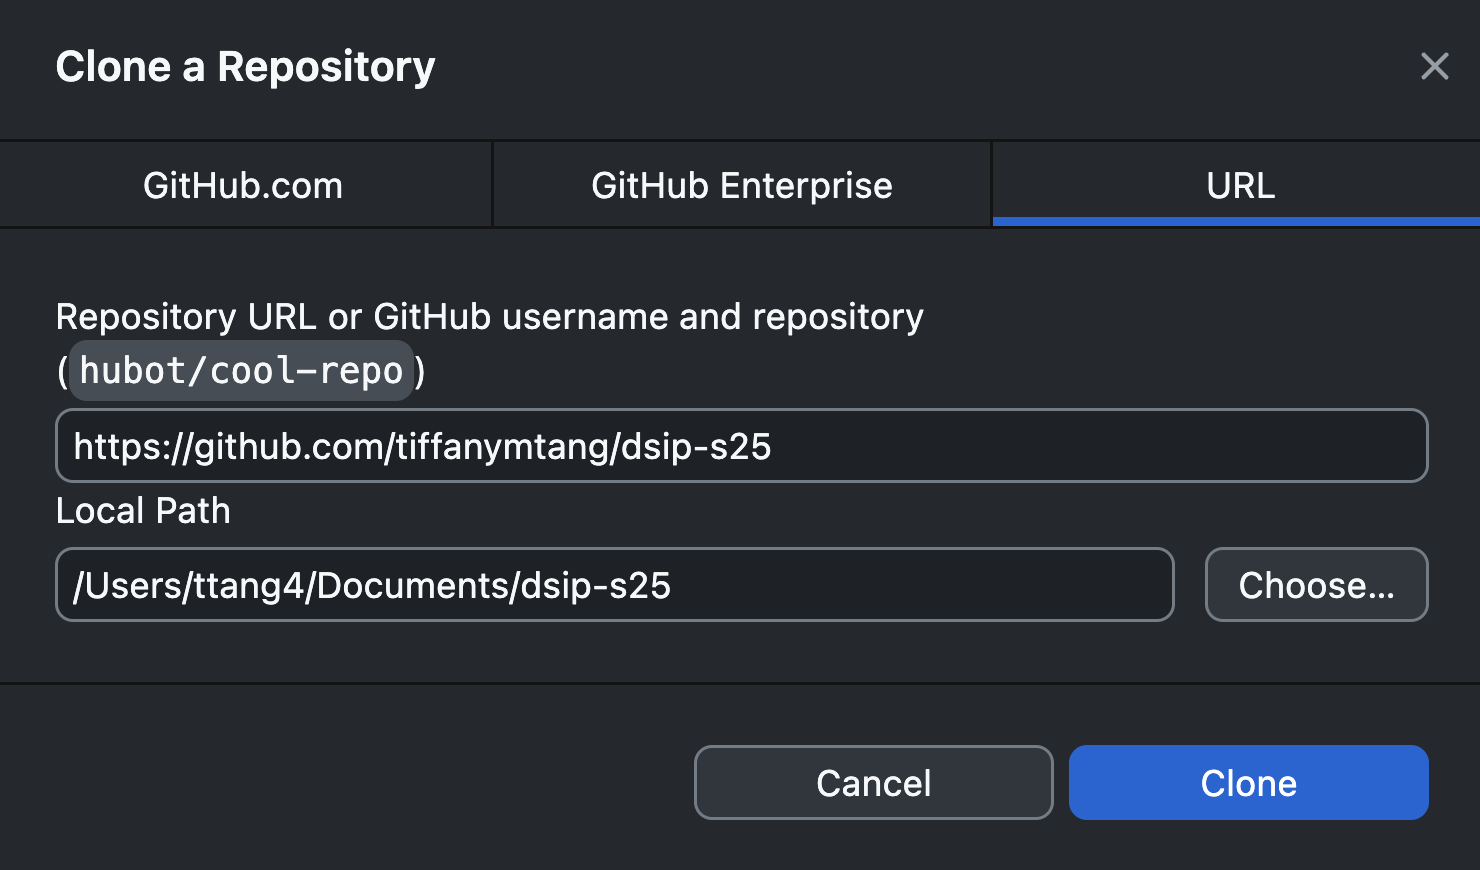 Clone a Repository
GitHub.com
GitHub Enterprise
URL
Repository URL or GitHub username and repository
(hubot/cool-repo)
https://github.com/tiffanymtang/dsip-s25
Local Path
/Users/ttang4/Documents/dsip-s25
Choose...
Cancel
Clone